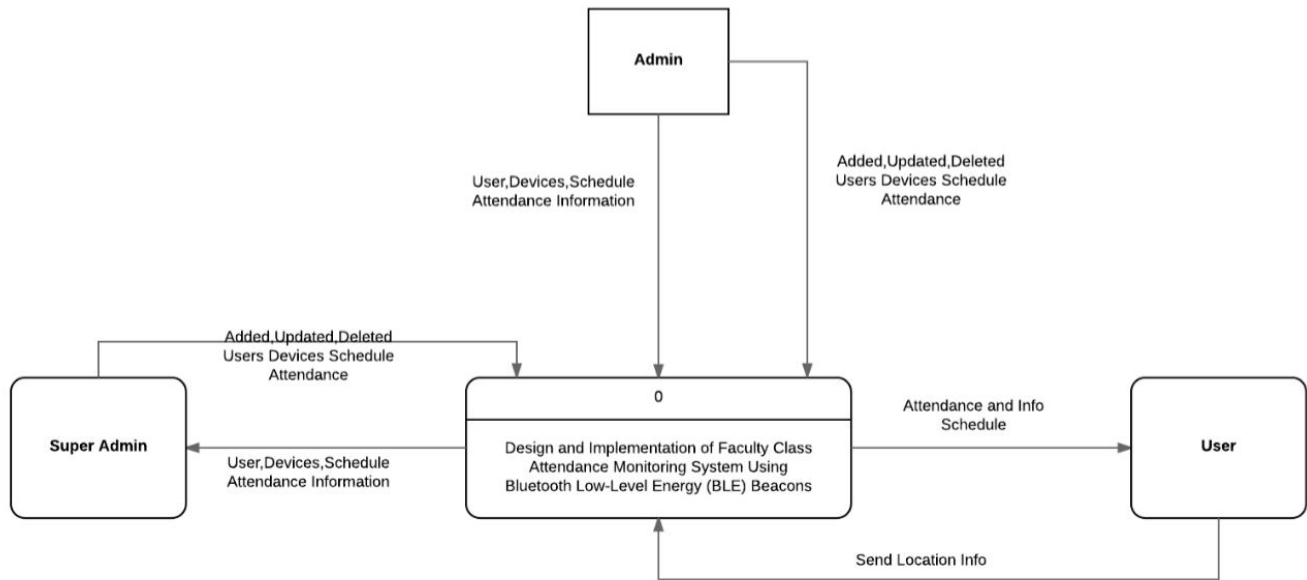 Admin
User,Devices,Schedule
Attendance Information
Added,Updated,Deleted
Users Devices Schedule
Attendance
Added,Updated,Deleted
Users Devices Schedule
Attendance
Super Admin
User,Devices,Schedule
Attendance Information
0
Design and Implementation of Faculty Class
Attendance Monitoring System Using
Bluetooth Low-Level Energy (BLE) Beacons
Attendance and Info
Schedule
User
Send Location Info